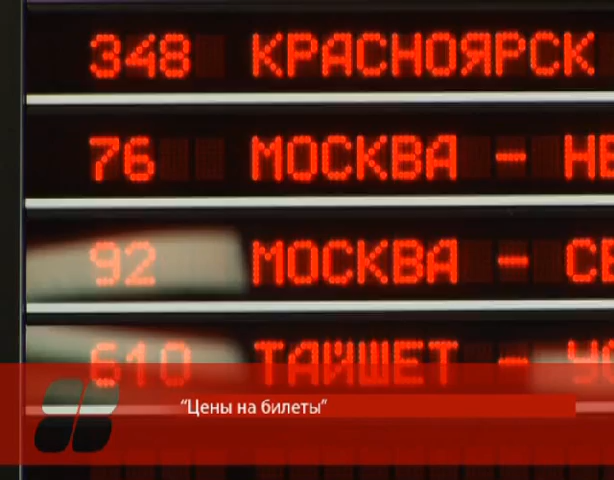 348 КРАСНОЯРСК
76 МОСКВА - НЕ
92 МОСКВА - СЕ
610 ТАЙШЕТ -
"Цены на билеты"